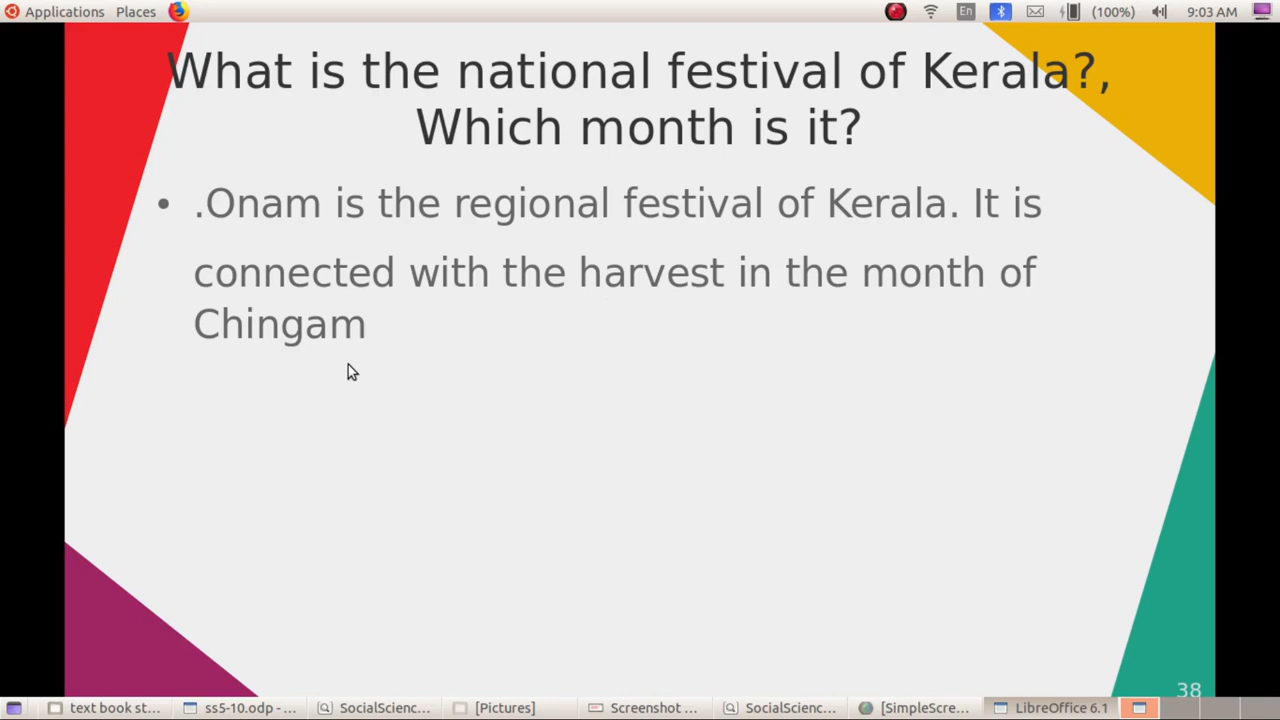 Applications Places En (100%) 9:03 AM
What is the national festival of Kerala?,
Which month is it?
• .Onam is the regional festival of Kerala. It is
connected with the harvest in the month of
Chingam
38
text book st... ss5-10.odp - ... SocialScienc... [Pictures] Screenshot ... SocialScienc... [SimpleScre... LibreOffice 6.1